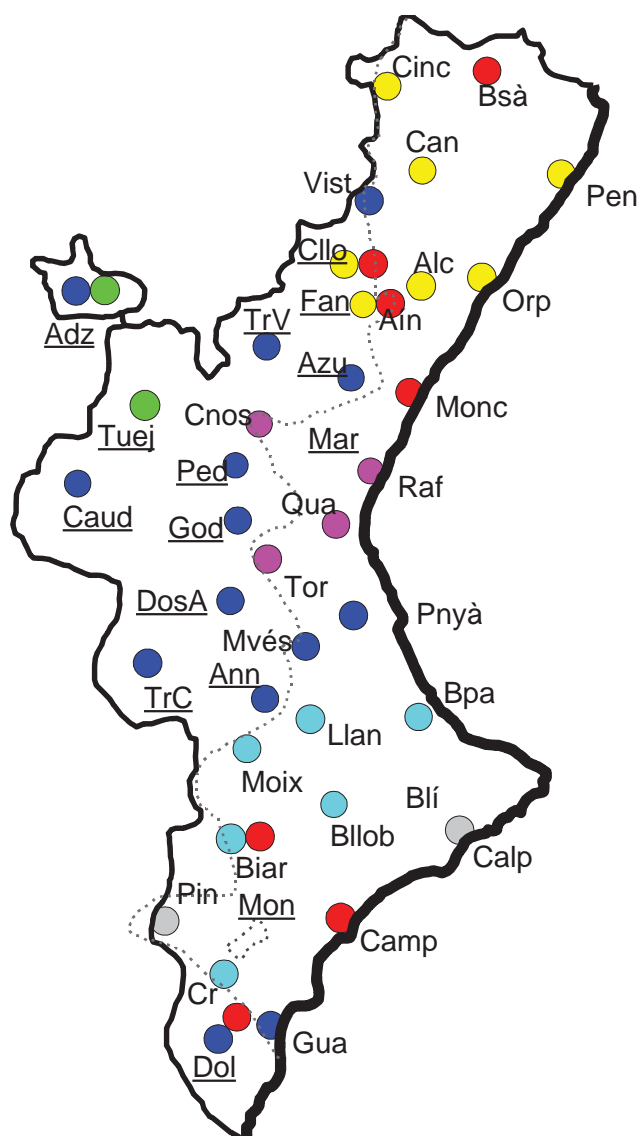 Cinc
Bsà
Can
Vist
Pen
Cllo
Alc
Fan
Ain
Orp
Adz
TrV
Azu
Monc
Cnos
Tuej
Mar
Ped
Raf
Caud
Qua
God
Tor
DosA
Pnyà
Mvés
Ann
TrC
Bpa
Llan
Moix
Blí
Bllob
Calp
Biar
Pin
Mon
Camp
Cr
Gua
Dol